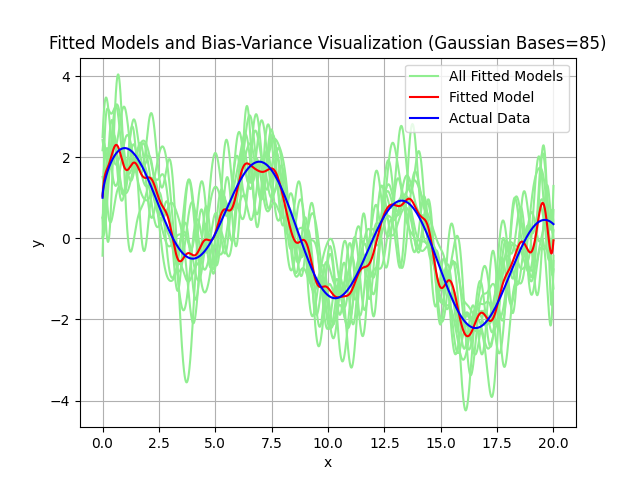 Fitted Models and Bias-Variance Visualization (Gaussian Bases=85)
All Fitted Models
Fitted Model
Actual Data
y
4
2
0
−2
−4
0.0 2.5 5.0 7.5 10.0 12.5 15.0 17.5 20.0
x